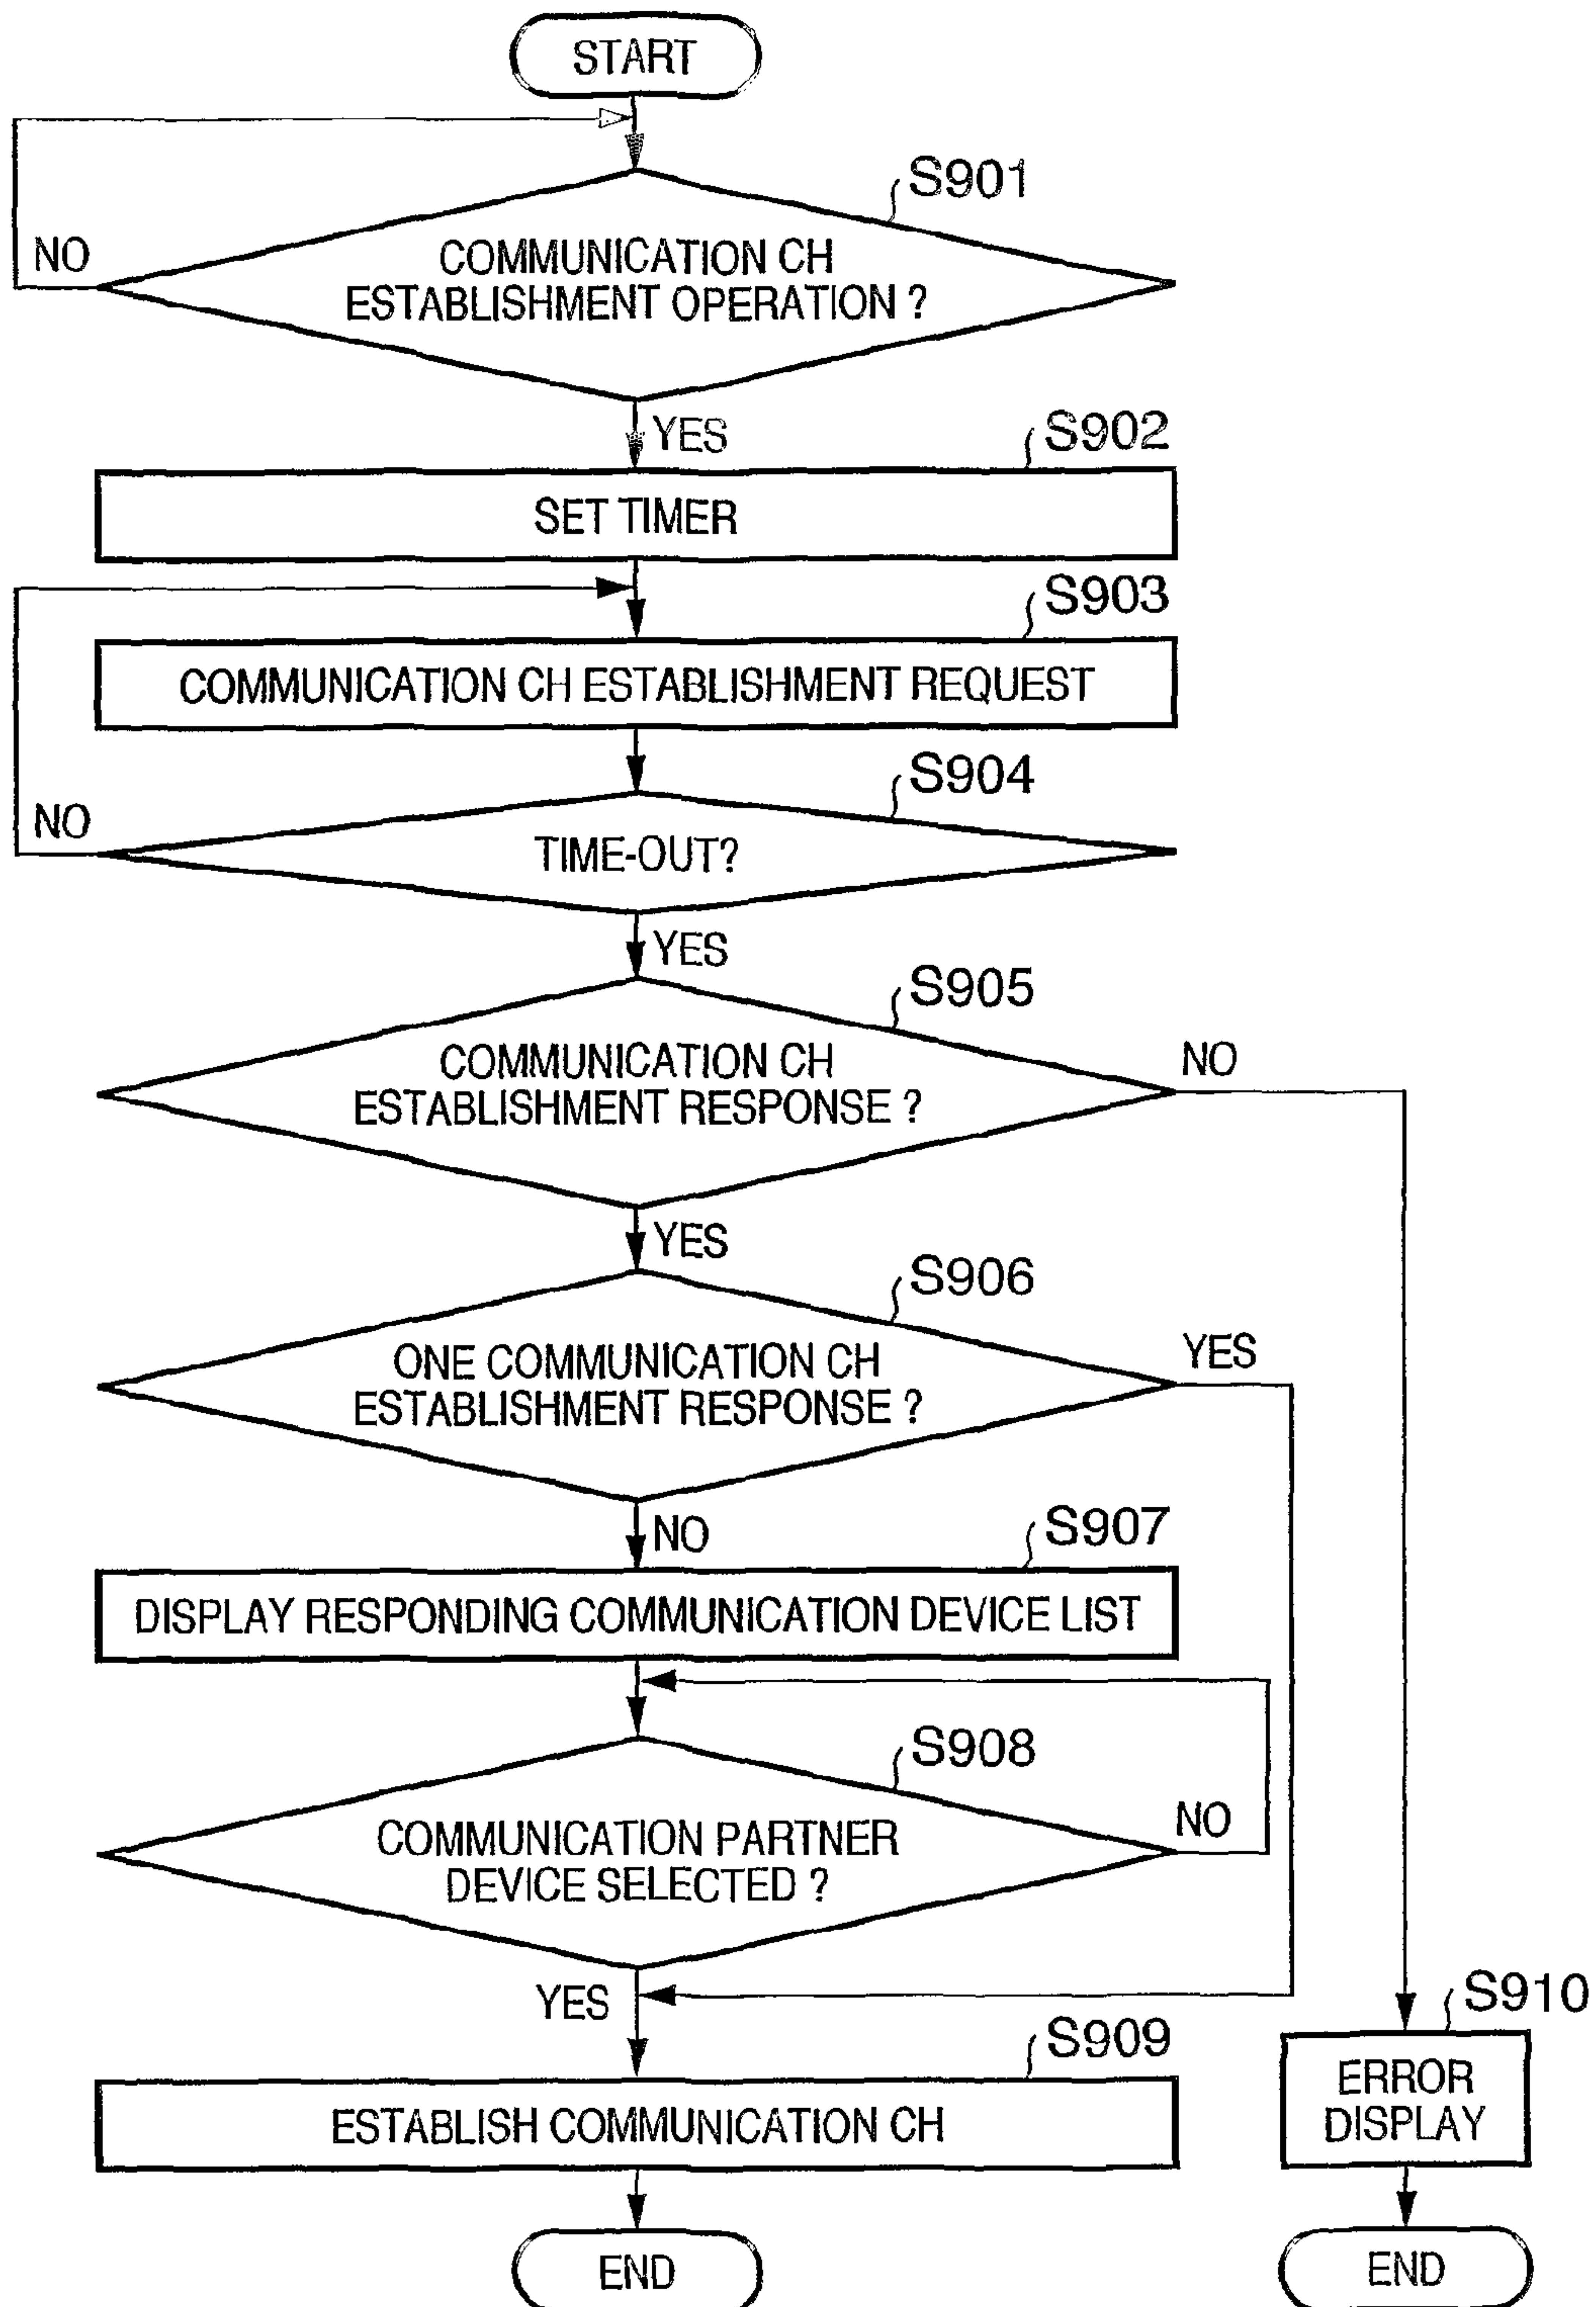 START
S901
NO
COMMUNICATION CH
ESTABLISHMENT OPERATION ?
YES
S902
SET TIMER
S903
COMMUNICATION CH ESTABLISHMENT REQUEST
S904
NO
TIME-OUT?
YES
S905
COMMUNICATION CH
ESTABLISHMENT RESPONSE ?
NO
YES
S906
ONE COMMUNICATION CH
ESTABLISHMENT RESPONSE ?
YES
NO
S907
DISPLAY RESPONDING COMMUNICATION DEVICE LIST
S908
COMMUNICATION PARTNER
DEVICE SELECTED ?
NO
YES
S909
ESTABLISH COMMUNICATION CH
END
S910
ERROR
DISPLAY
END